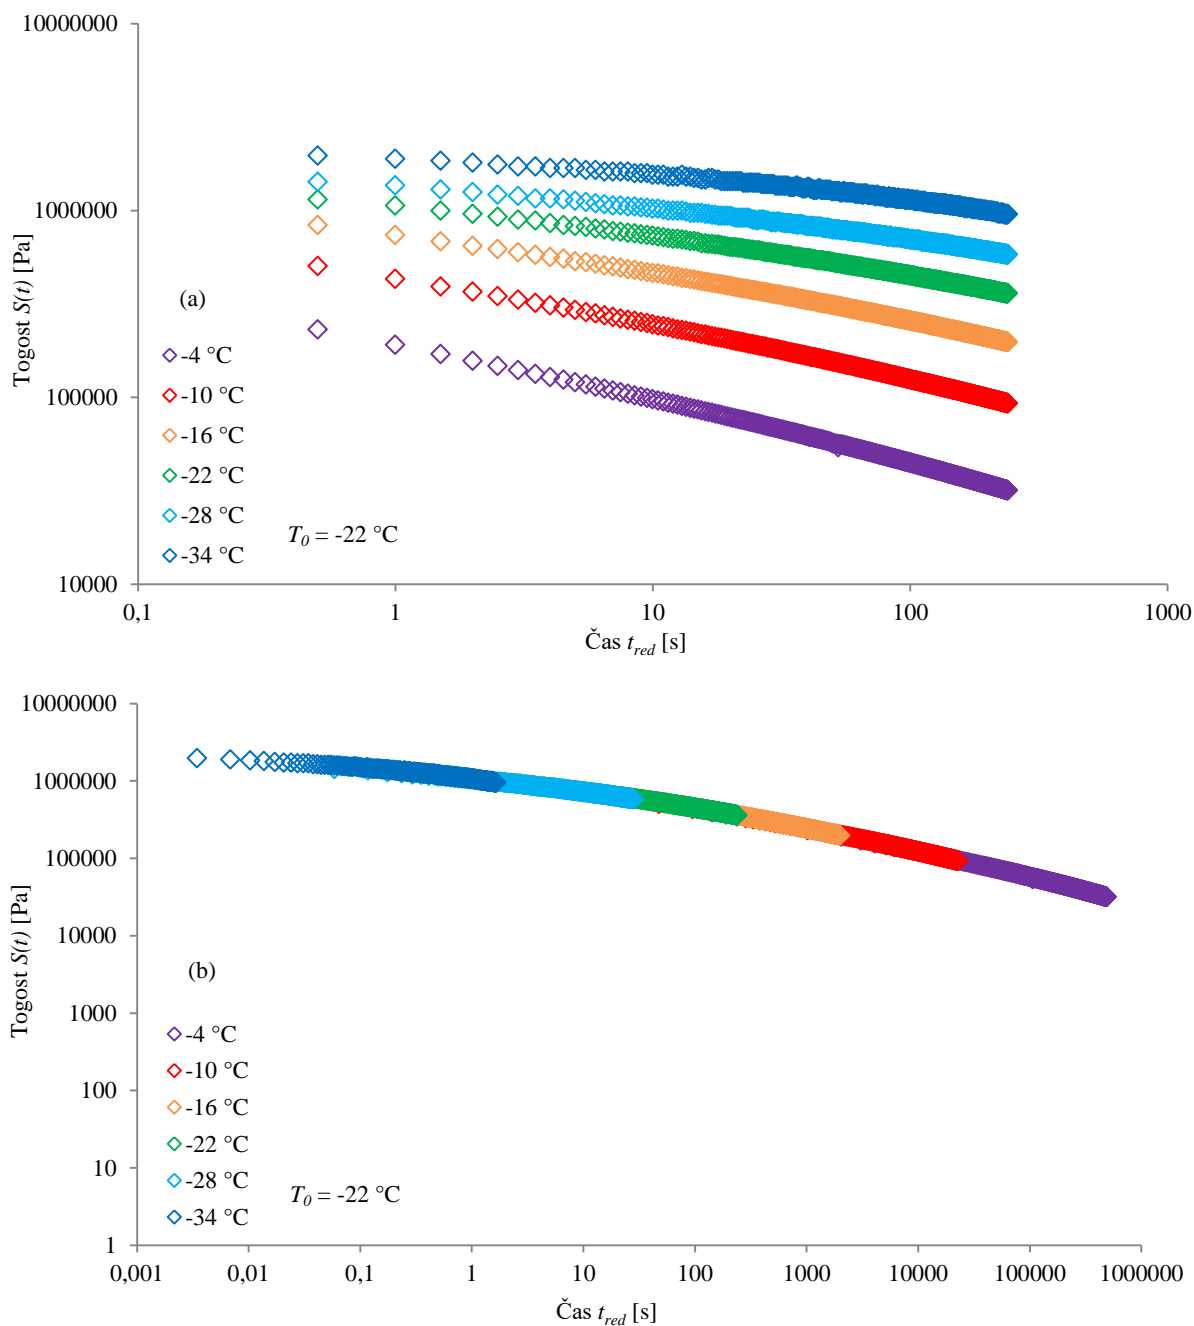 10000000
1000000
100000
10000
Togost S(t) [Pa]
(a)
-4 °C
-10 °C
-16 °C
-22 °C
-28 °C
-34 °C
T0 = -22 °C
0,1 1 10 100 1000
Čas tred [s]
10000000
1000000
100000
10000
1000
100
10
1
Togost S(t) [Pa]
(b)
-4 °C
-10 °C
-16 °C
-22 °C
-28 °C
-34 °C
T0 = -22 °C
0,001 0,01 0,1 1 10 100 1000 10000 100000 1000000
Čas tred [s]